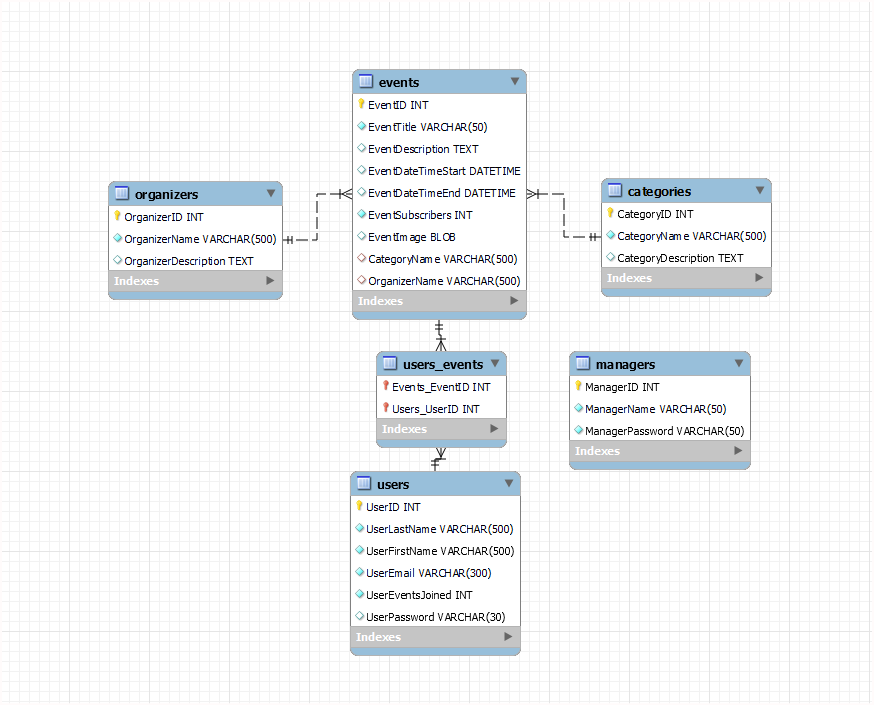 events
EventID INT
EventTitle VARCHAR(50)
EventDescription TEXT
EventDateTimeStart DATETIME
EventDateTimeEnd DATETIME
EventSubscribers INT
EventImage BLOB
CategoryName VARCHAR(500)
OrganizerName VARCHAR(500)
Indexes
organizers
OrganizerID INT
OrganizerName VARCHAR(500)
OrganizerDescription TEXT
Indexes
categories
CategoryID INT
CategoryName VARCHAR(500)
CategoryDescription TEXT
Indexes
users_events
Events_EventID INT
Users_UserID INT
Indexes
managers
ManagerID INT
ManagerName VARCHAR(50)
ManagerPassword VARCHAR(50)
Indexes
users
UserID INT
UserLastName VARCHAR(500)
UserFirstName VARCHAR(500)
UserEmail VARCHAR(300)
UserEventsJoined INT
UserPassword VARCHAR(30)
Indexes